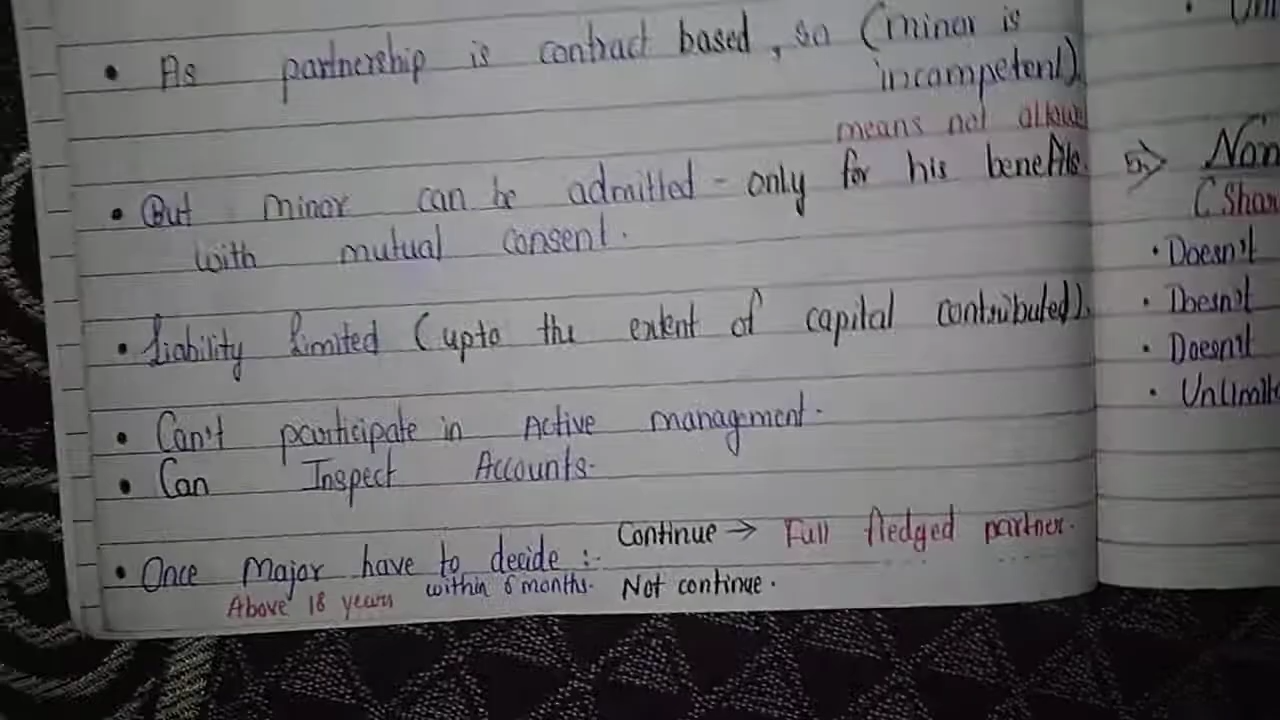 • As partnership is contract based, so (minor is
incompetent).
means not allowe
• But minor can be admitted - only for his benefits.
with mutual consent.
• Liability Limited (upto the extent of capital contributed).
• Can't participate in Active management.
• Can Inspect Accounts.
• Once Major have to decide :- Continue → Full fledged partner.
Above 18 years within 6 months. Not continue.
⇒ Non
(Shar
• Doesn't
• Doesn't
• Doesn't
• Unlimite